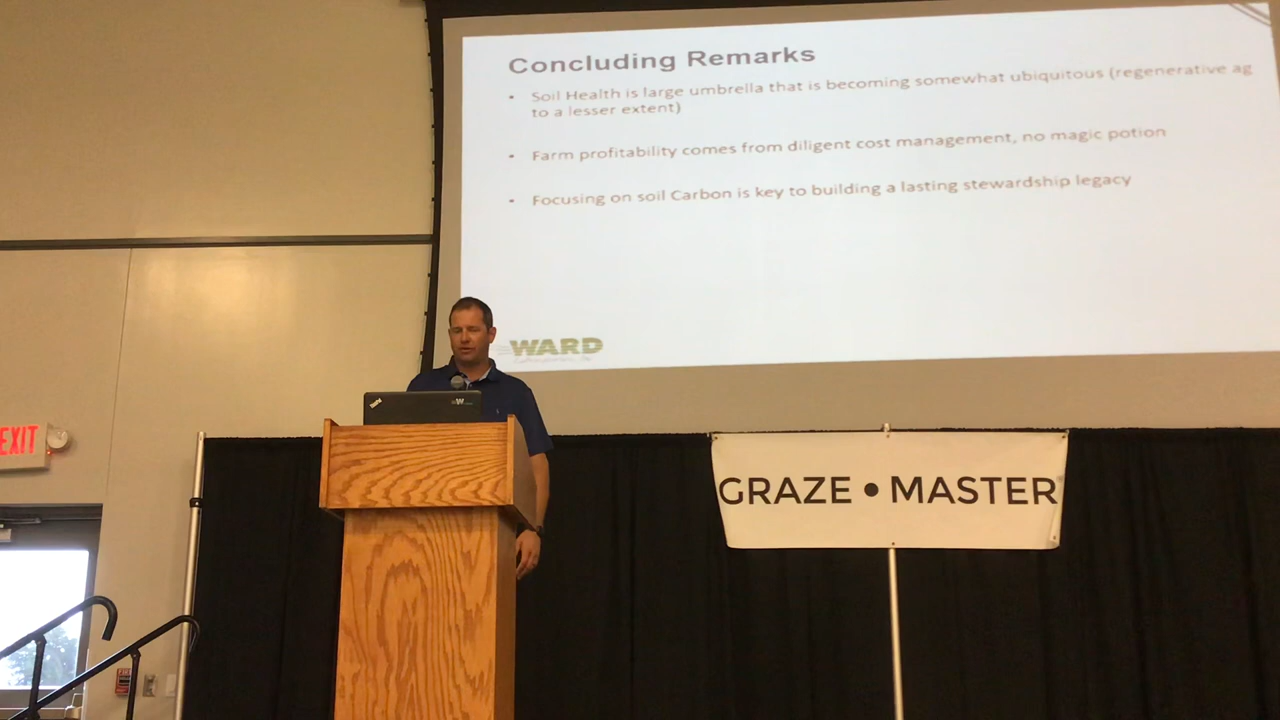 Concluding Remarks
• Soil Health is large umbrella that is becoming somewhat ubiquitous (regenerative ag
to a lesser extent)
• Farm profitability comes from diligent cost management, no magic potion
• Focusing on soil Carbon is key to building a lasting stewardship legacy
WARD
EXIT
GRAZE • MASTER